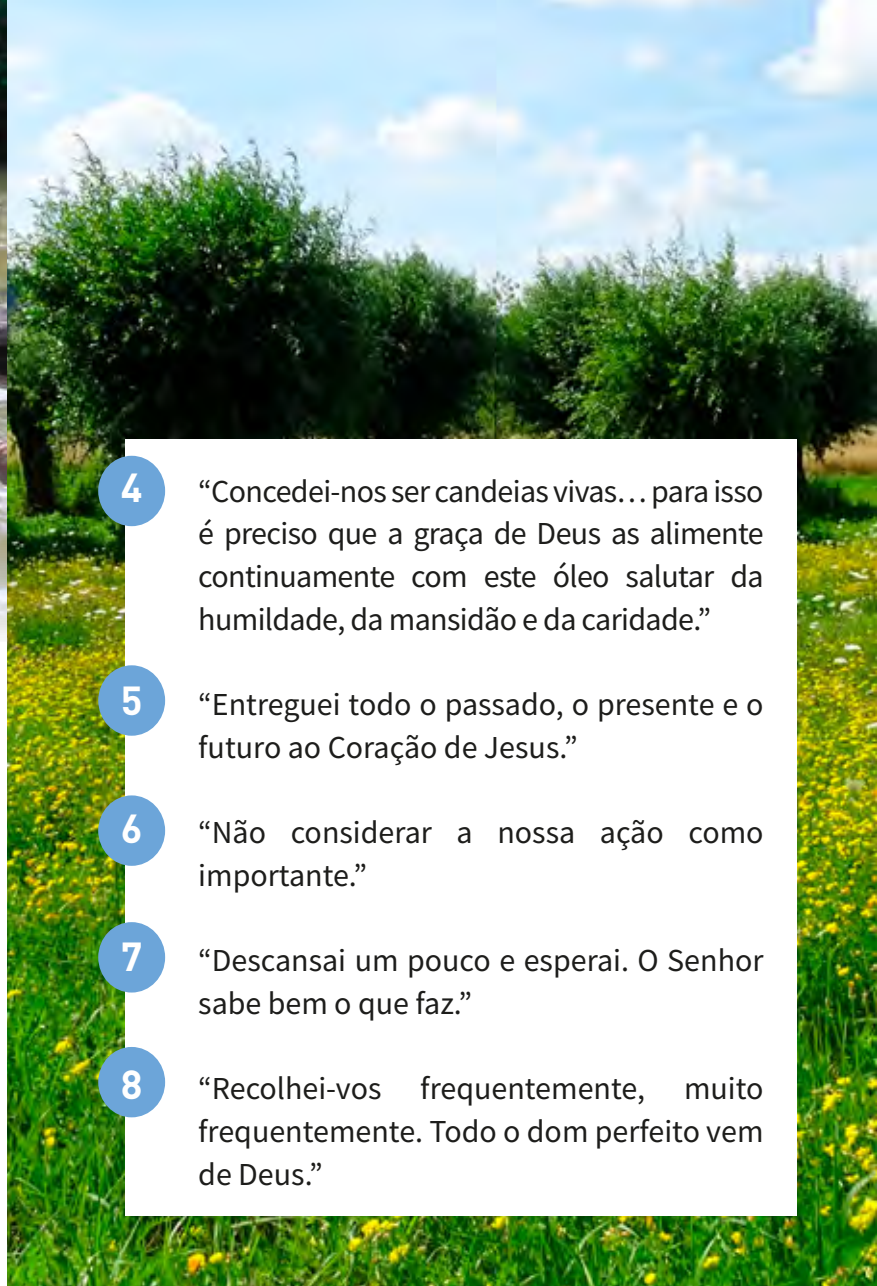 4
“Concedei-nos ser candeias vivas… para isso
é preciso que a graça de Deus as alimente
continuamente com este óleo salutar da
humildade, da mansidão e da caridade.”
5
“Entreguei todo o passado, o presente e o
futuro ao Coração de Jesus.”
6
“Não considerar a nossa ação como
importante.”
7
“Descansai um pouco e esperai. O Senhor
sabe bem o que faz.”
8
“Recolhei-vos frequentemente, muito
frequentemente. Todo o dom perfeito vem
de Deus.”